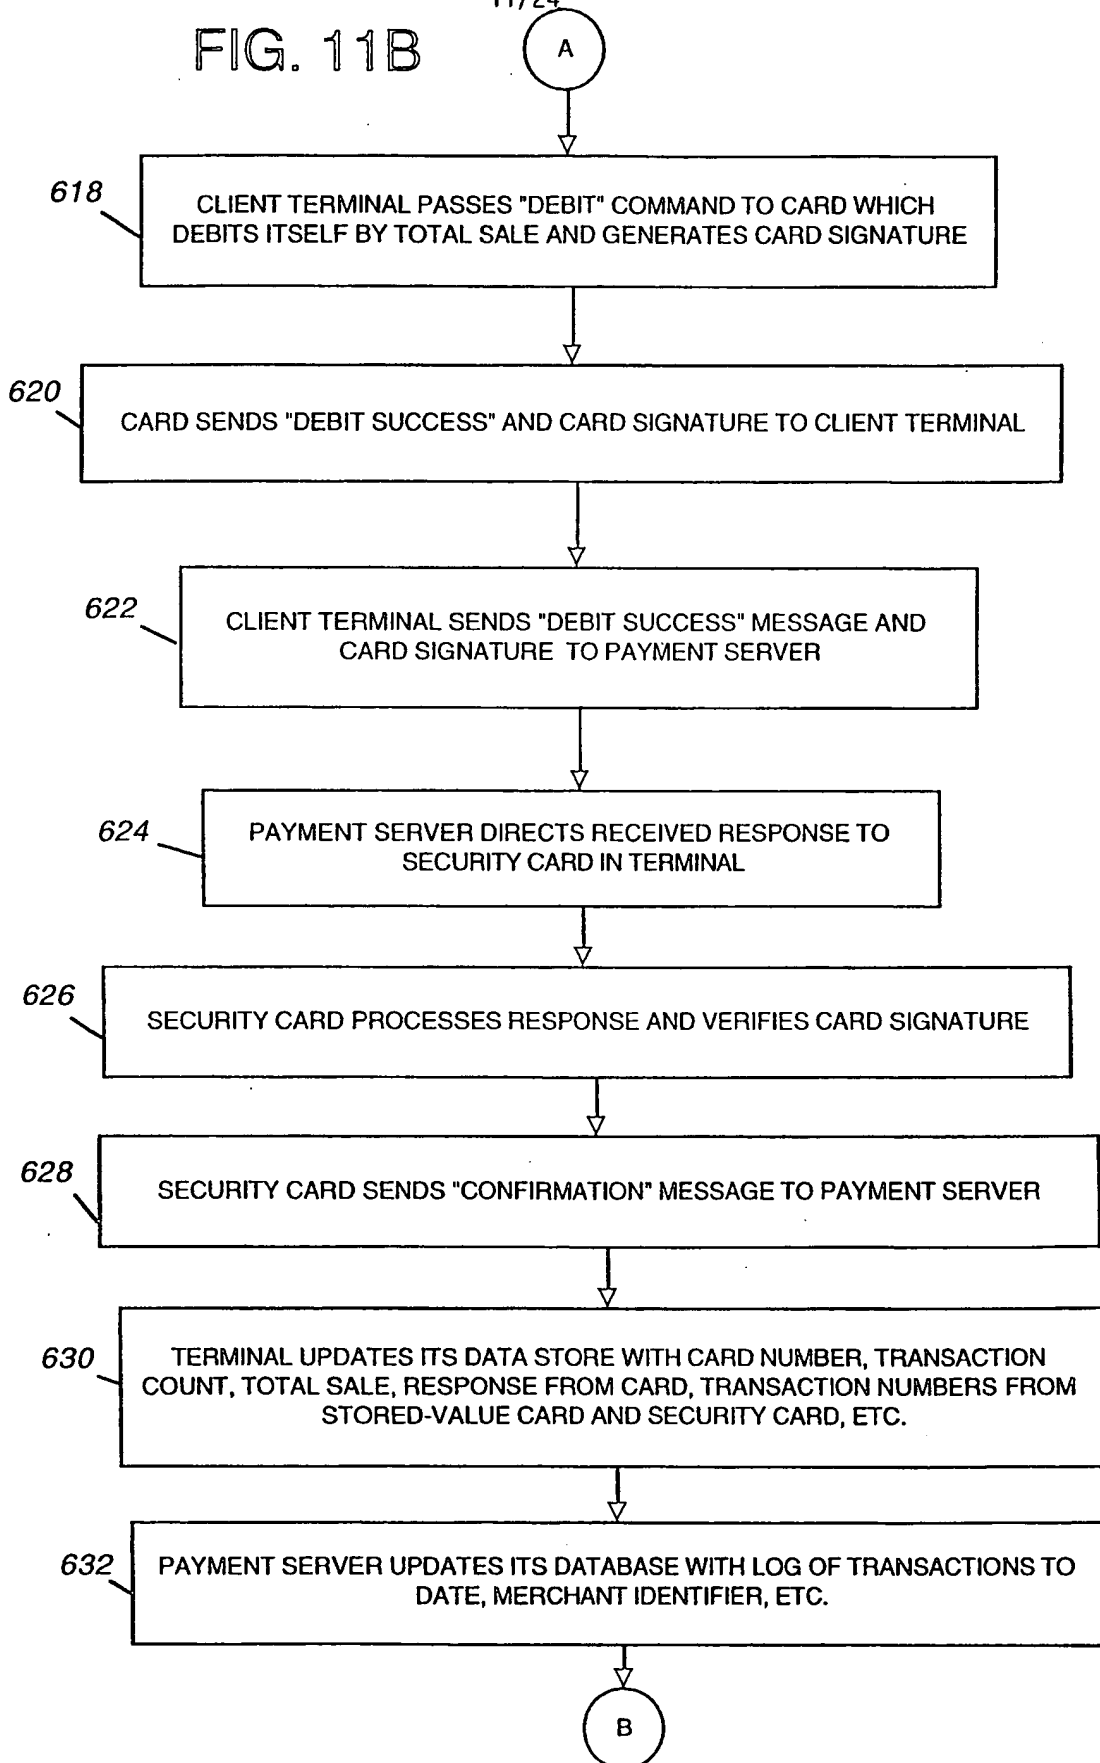 11/24
FIG. 11B
A
618
CLIENT TERMINAL PASSES "DEBIT" COMMAND TO CARD WHICH
DEBITS ITSELF BY TOTAL SALE AND GENERATES CARD SIGNATURE
620
CARD SENDS "DEBIT SUCCESS" AND CARD SIGNATURE TO CLIENT TERMINAL
622
CLIENT TERMINAL SENDS "DEBIT SUCCESS" MESSAGE AND
CARD SIGNATURE TO PAYMENT SERVER
624
PAYMENT SERVER DIRECTS RECEIVED RESPONSE TO
SECURITY CARD IN TERMINAL
626
SECURITY CARD PROCESSES RESPONSE AND VERIFIES CARD SIGNATURE
628
SECURITY CARD SENDS "CONFIRMATION" MESSAGE TO PAYMENT SERVER
630
TERMINAL UPDATES ITS DATA STORE WITH CARD NUMBER, TRANSACTION
COUNT, TOTAL SALE, RESPONSE FROM CARD, TRANSACTION NUMBERS FROM
STORED-VALUE CARD AND SECURITY CARD, ETC.
632
PAYMENT SERVER UPDATES ITS DATABASE WITH LOG OF TRANSACTIONS TO
DATE, MERCHANT IDENTIFIER, ETC.
B